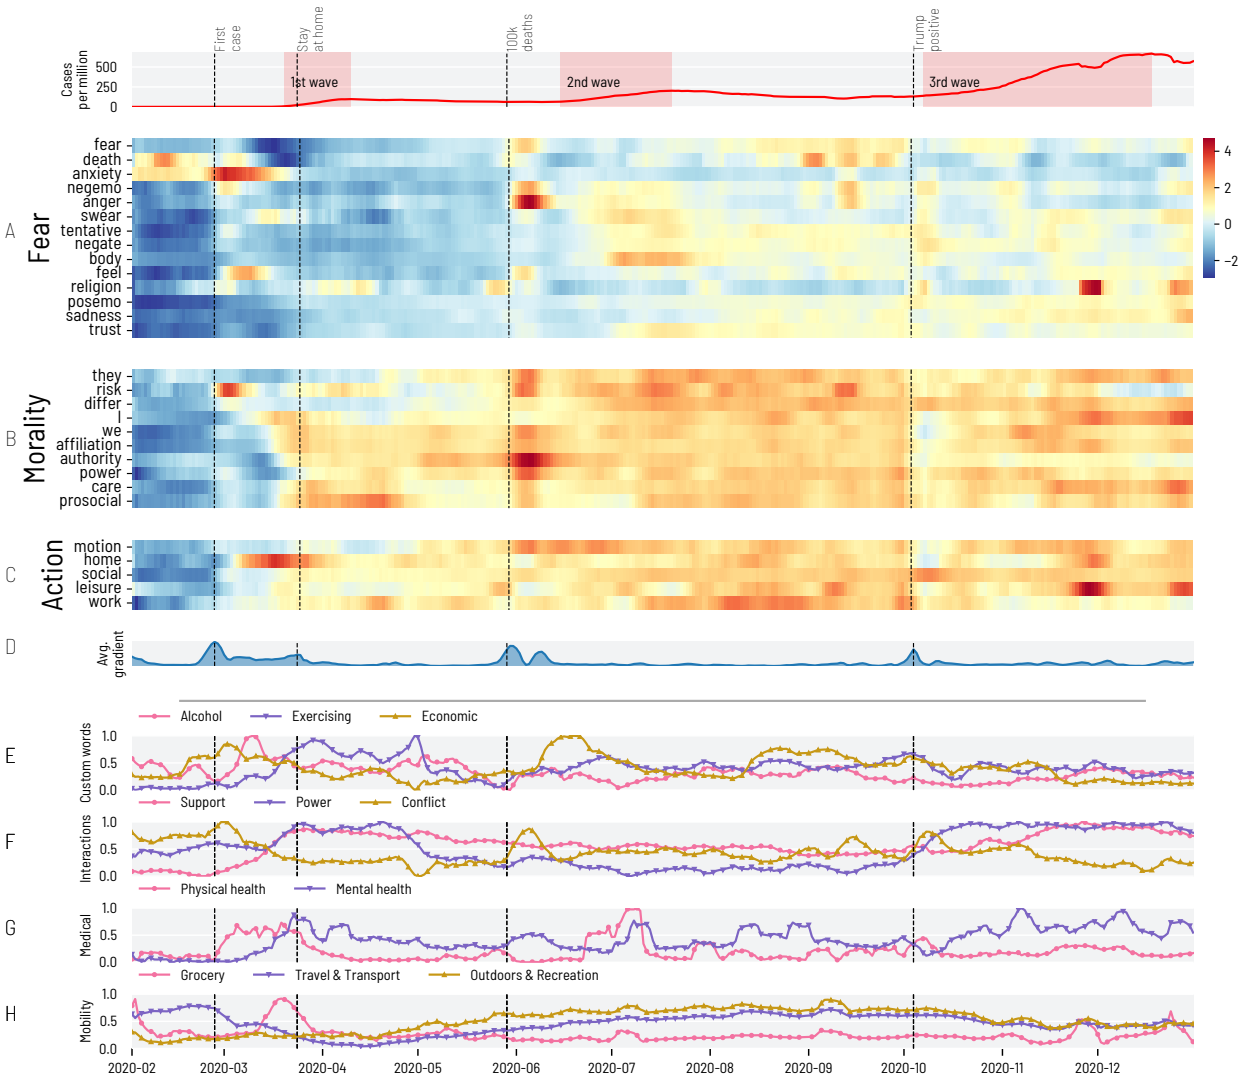 First case
Stay at home
100k deaths
Trump positive
Cases per million
500
250
0
1st wave
2nd wave
3rd wave
A
Fear
fear
death
anxiety
negemo
anger
swear
tentative
negate
body
feel
religion
posemo
sadness
trust
4
2
0
−2
B
Morality
they
risk
differ
I
we
affiliation
authority
power
care
prosocial
C
Action
motion
home
social
leisure
work
D
Avg. gradient
Alcohol Exercising Economic
E
Custom words
1.0
0.5
0.0
Support Power Conflict
F
Interactions
1.0
0.5
0.0
Physical health Mental health
G
Medical
1.0
0.5
0.0
Grocery Travel & Transport Outdoors & Recreation
H
Mobility
1.0
0.5
0.0
2020-02 2020-03 2020-04 2020-05 2020-06 2020-07 2020-08 2020-09 2020-10 2020-11 2020-12